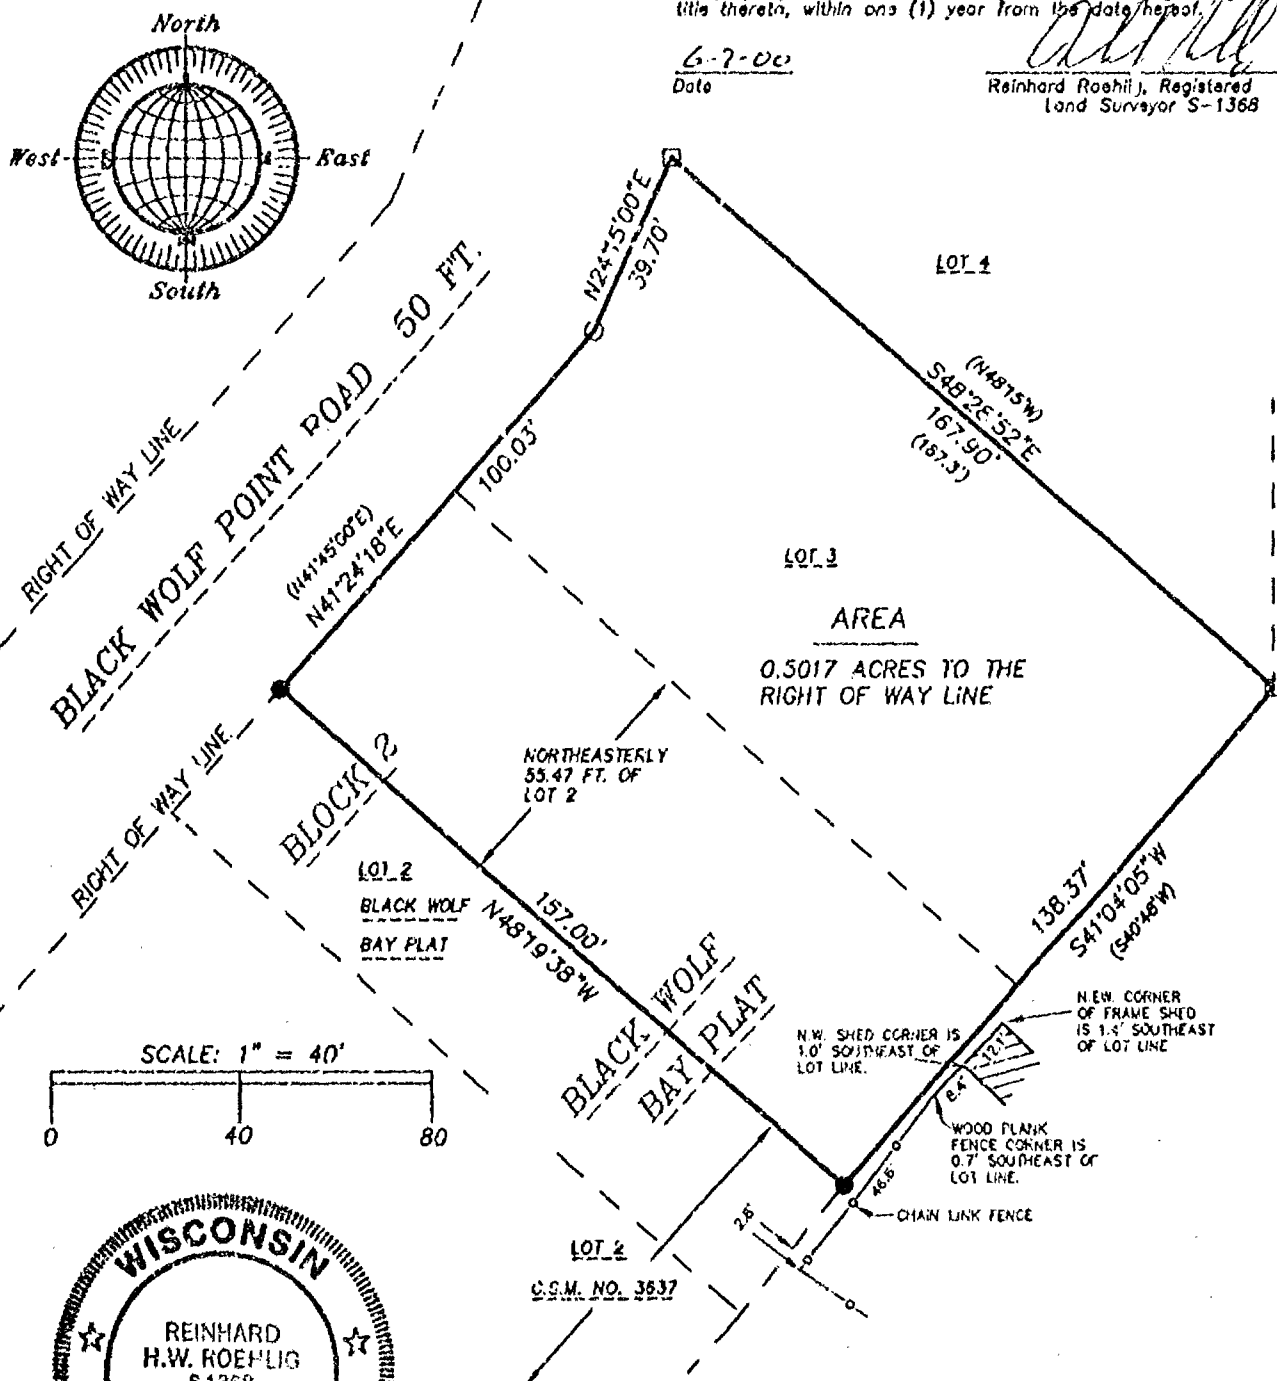 title thereto, within one (1) year from the date hereof.
6-7-00
Date
Reinhard Roehlig, Registered
Land Surveyor S-1368
North
West
East
South
N24°15'00"E
39.70'
LOT 4
BLACK WOLF POINT ROAD 50 FT.
RIGHT OF WAY LINE
(N48°15'W)
S48°26'52"E
167.90'
(167.3')
100.03'
(N41°45'00"E)
N41°24'18"E
LOT 3
AREA
0.5017 ACRES TO THE
RIGHT OF WAY LINE
NORTHEASTERLY
55.47 FT. OF
LOT 2
BLOCK 2
RIGHT OF WAY LINE
LOT 2
BLACK WOLF
BAY PLAT
157.00'
N48°19'38"W
138.37'
S41°04'05"W
(S40°48'W)
BLACK WOLF
BAY PLAT
N.EW. CORNER
OF FRAME SHED
IS 1.4' SOUTHEAST
OF LOT LINE
N.W. SHED CORNER IS
1.0' SOUTHEAST OF
LOT LINE.
12.1'
8.4'
WOOD PLANK
FENCE CORNER IS
0.7' SOUTHEAST OF
LOT LINE.
46.5'
CHAIN LINK FENCE
2.8'
SCALE: 1" = 40'
0 40 80
LOT 2
C.S.M. NO. 3637
WISCONSIN
REINHARD
H.W. ROEHLIG
S-1368